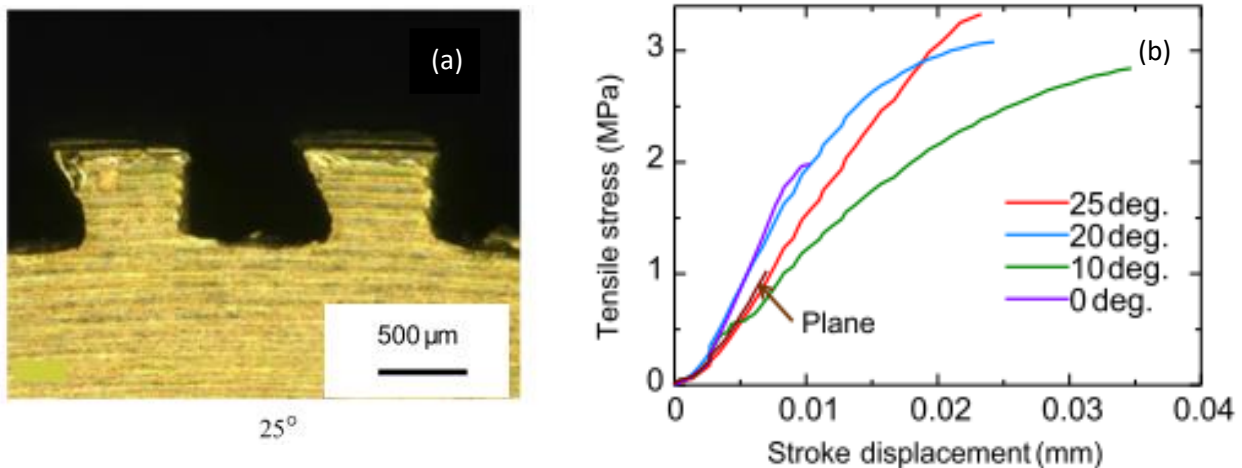 (a)
500 µm
25°
(b)
Tensile stress (MPa)
3
2
1
0
25 deg.
20 deg.
10 deg.
0 deg.
Plane
0 0.01 0.02 0.03 0.04
Stroke displacement (mm)